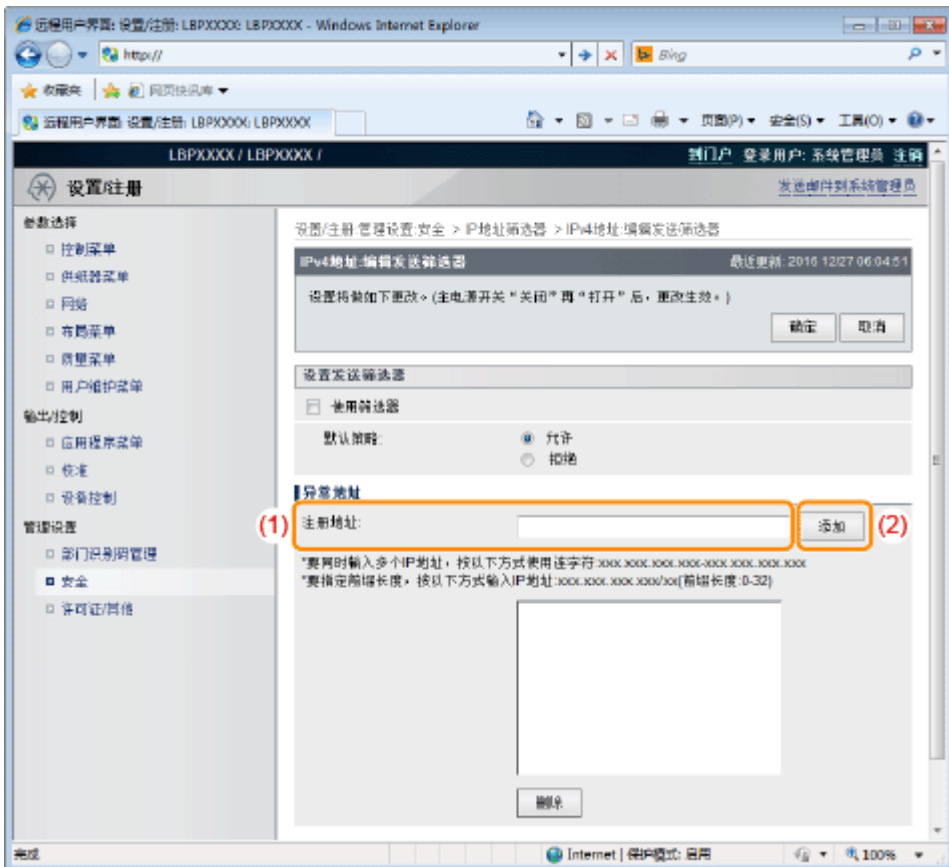 远程用户界面: 设置/注册: LBPXXXX: LBPXXXX - Windows Internet Explorer
http://
Bing
收藏夹 网页快讯库
远程用户界面: 设置/注册: LBPXXXX: LBPXXXX
页面(P) 安全(S) 工具(O)
LBPXXXX / LBPXXXX /
到门户 登录用户: 系统管理员 注销
设置/注册
发送邮件到系统管理员
参数选择
控制菜单
供纸器菜单
网络
布局菜单
质量菜单
用户维护菜单
输出/控制
应用程序菜单
校准
设备控制
管理设置
部门识别码管理
安全
许可证/其他
设置/注册:管理设置:安全 > IP地址筛选器 > IPv4地址:编辑发送筛选器
IPv4地址:编辑发送筛选器
最近更新: 2016 12/27 06:04:51
设置将做如下更改。(主电源开关“关闭”再“打开”后，更改生效。)
确定 取消
设置发送筛选器
使用筛选器
默认策略:
允许
拒绝
异常地址
(1) 注册地址: 添加 (2)
*要同时输入多个IP地址，按以下方式使用连字符:xxx.xxx.xxx.xxx-xxx.xxx.xxx.xxx
*要指定前缀长度，按以下方式输入IP地址:xxx.xxx.xxx.xxx/xx(前缀长度:0-32)
删除
完成
Internet | 保护模式: 启用
100%